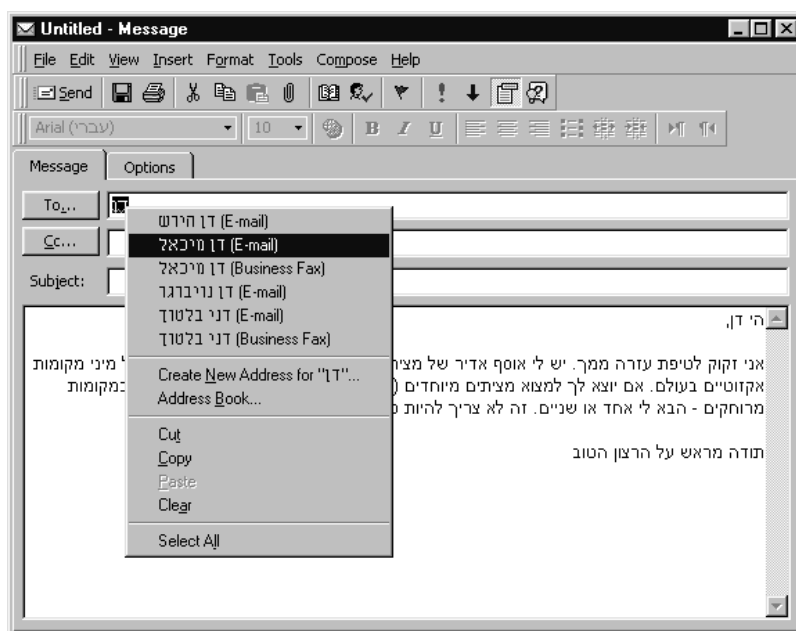 Untitled - Message
File Edit View Insert Format Tools Compose Help
Send
Arial (עברי) 10 B I U
Message Options
To... דן
Cc...
Subject:
דן הירש (E-mail)
דן מיכאל (E-mail)
דן מיכאל (Business Fax)
דן נויברגר (E-mail)
דני בלטוך (E-mail)
דני בלטוך (Business Fax)
Create New Address for "דן"...
Address Book...
Cut
Copy
Paste
Clear
Select All
הי דן,
אני זקוק לטיפת עזרה ממך. יש לי אוסף אדיר של מיני מקומות
אקזוטיים בעולם. אם יוצא לך למצוא מציתים מיוחדים ( במקומות
מרוחקים - הבא לי אחד או שניים. זה לא צריך להיות
תודה מראש על הרצון הטוב